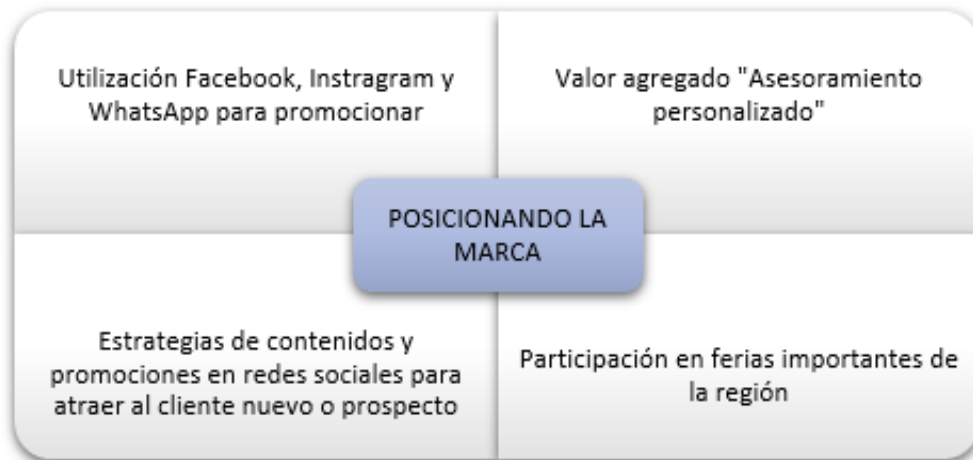 Utilización Facebook, Instragram y
WhatsApp para promocionar
Valor agregado "Asesoramiento
personalizado"
POSICIONANDO LA
MARCA
Estrategias de contenidos y
promociones en redes sociales para
atraer al cliente nuevo o prospecto
Participación en ferias importantes de
la región